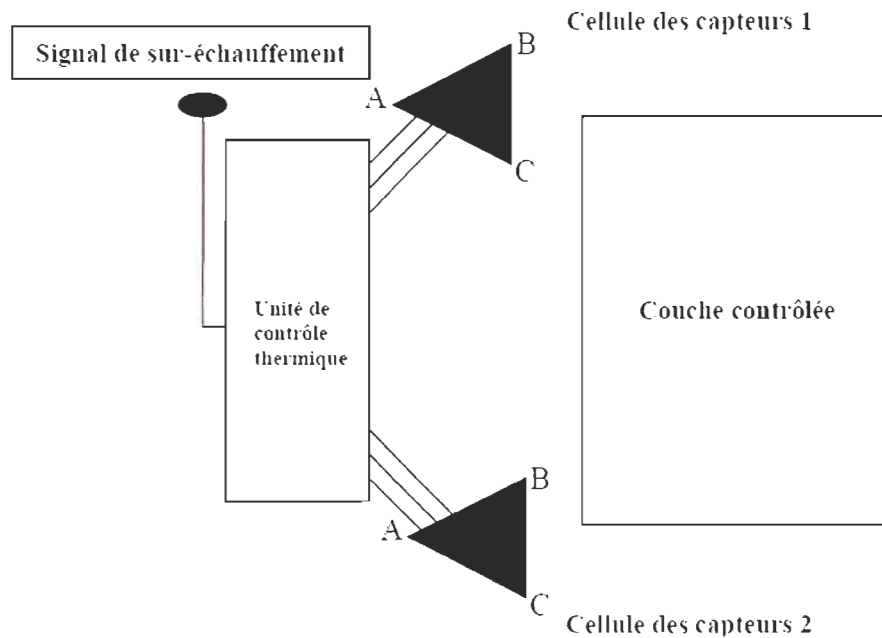 Cellule des capteurs 1
Signal de sur-échauffement
B
A
C
Unité de
contrôle
thermique
Couche contrôlée
B
A
C
Cellule des capteurs 2